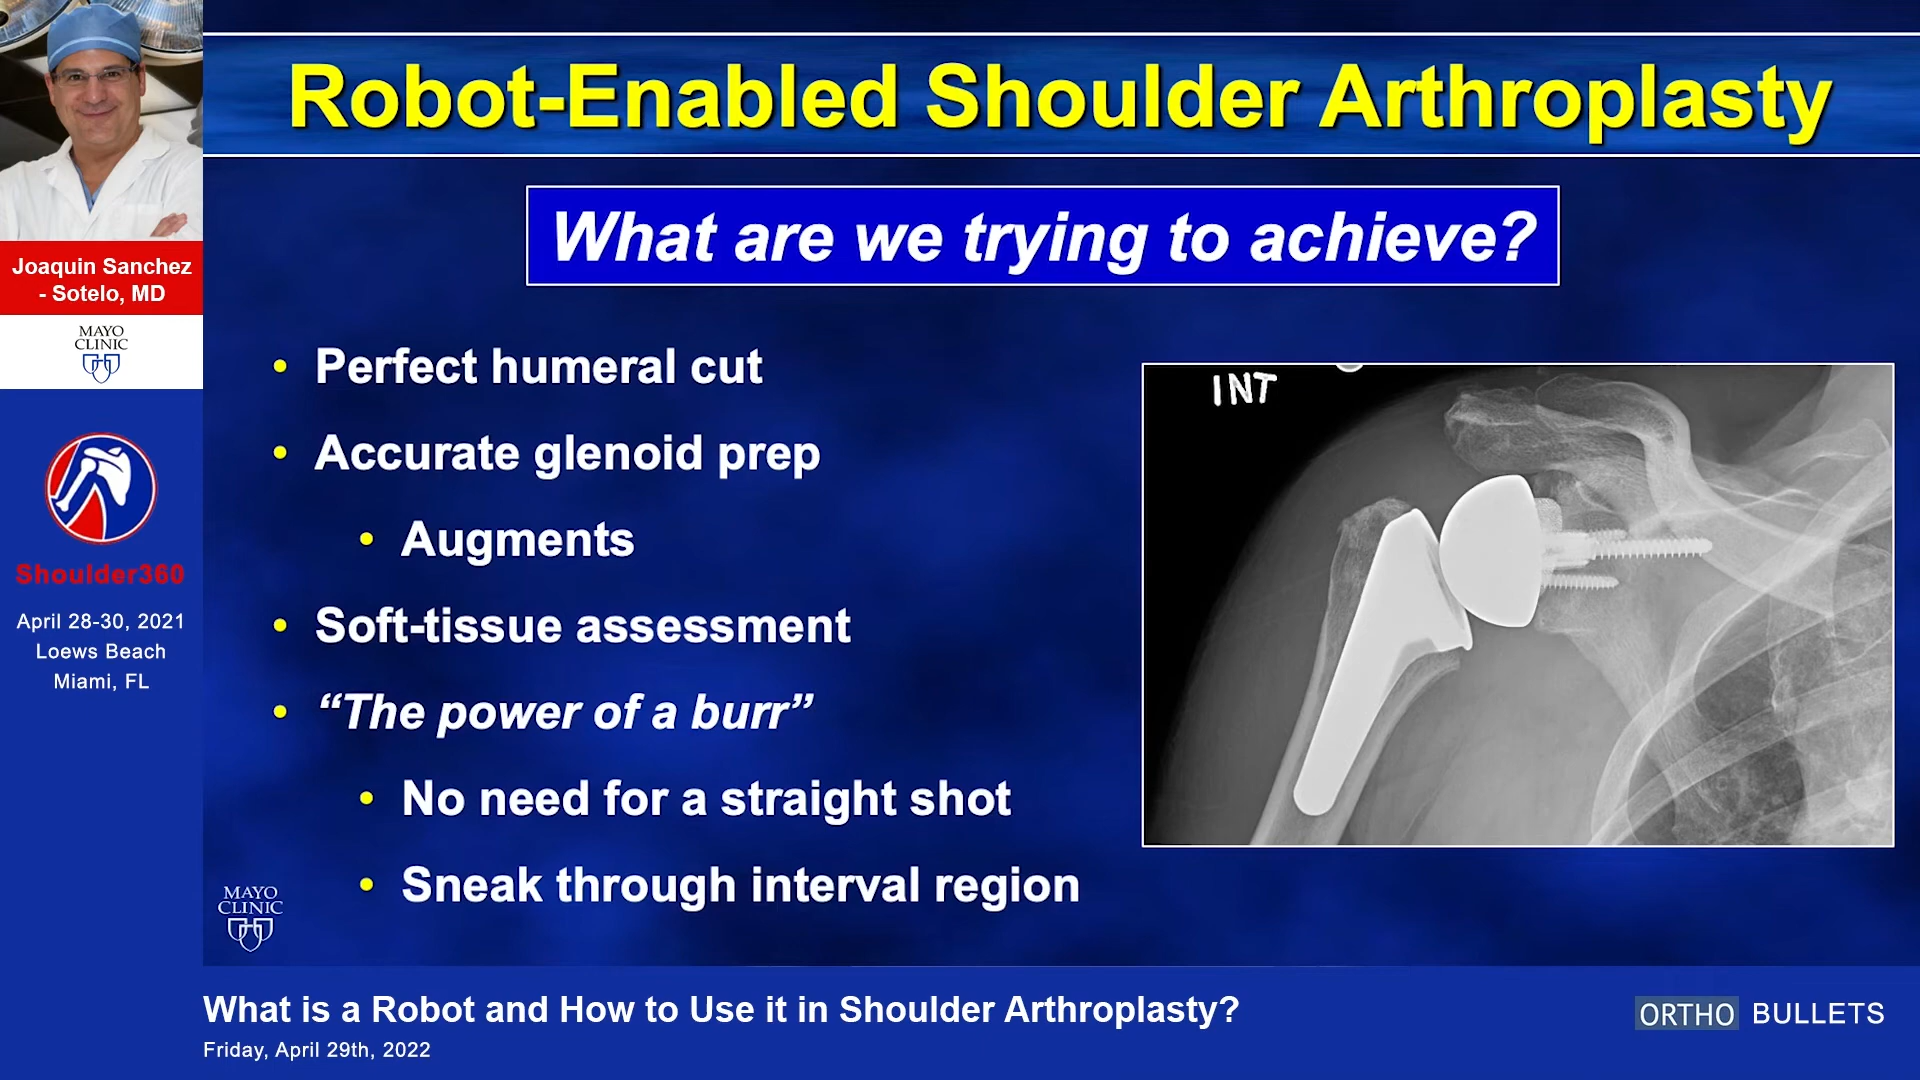 Robot-Enabled Shoulder Arthroplasty
What are we trying to achieve?
Joaquin Sanchez
- Sotelo, MD
MAYO
CLINIC
Shoulder360
April 28-30, 2021
Loews Beach
Miami, FL
• Perfect humeral cut
• Accurate glenoid prep
• Augments
• Soft-tissue assessment
• “The power of a burr”
• No need for a straight shot
• Sneak through interval region
INT
MAYO
CLINIC
What is a Robot and How to Use it in Shoulder Arthroplasty?
Friday, April 29th, 2022
ORTHO BULLETS